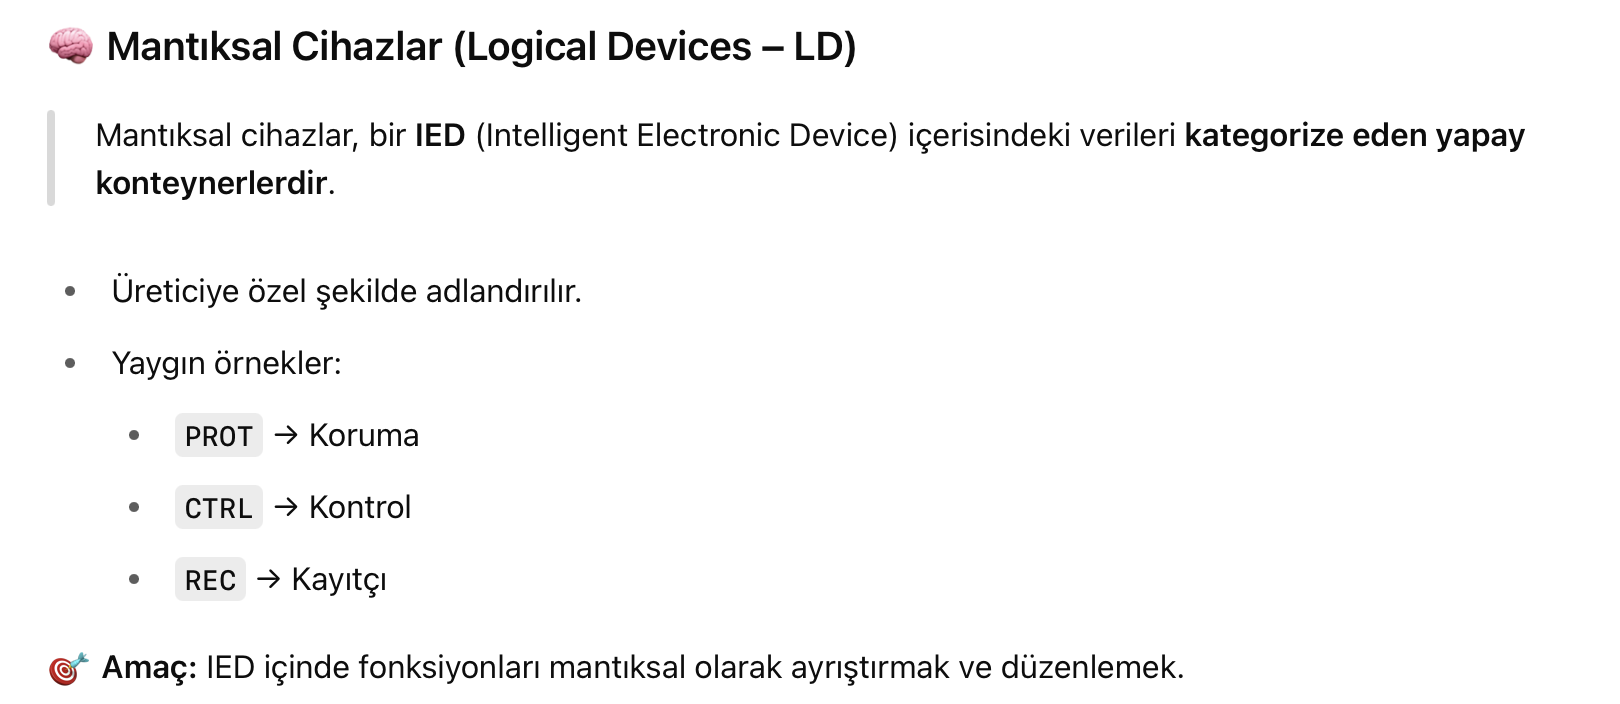 🧠 Mantıksal Cihazlar (Logical Devices – LD)
Mantıksal cihazlar, bir IED (Intelligent Electronic Device) içerisindeki verileri kategorize eden yapay
konteynerlerdir.
• Üreticiye özel şekilde adlandırılır.
• Yaygın örnekler:
• PROT → Koruma
• CTRL → Kontrol
• REC → Kayıtçı
🎯 Amaç: IED içinde fonksiyonları mantıksal olarak ayrıştırmak ve düzenlemek.